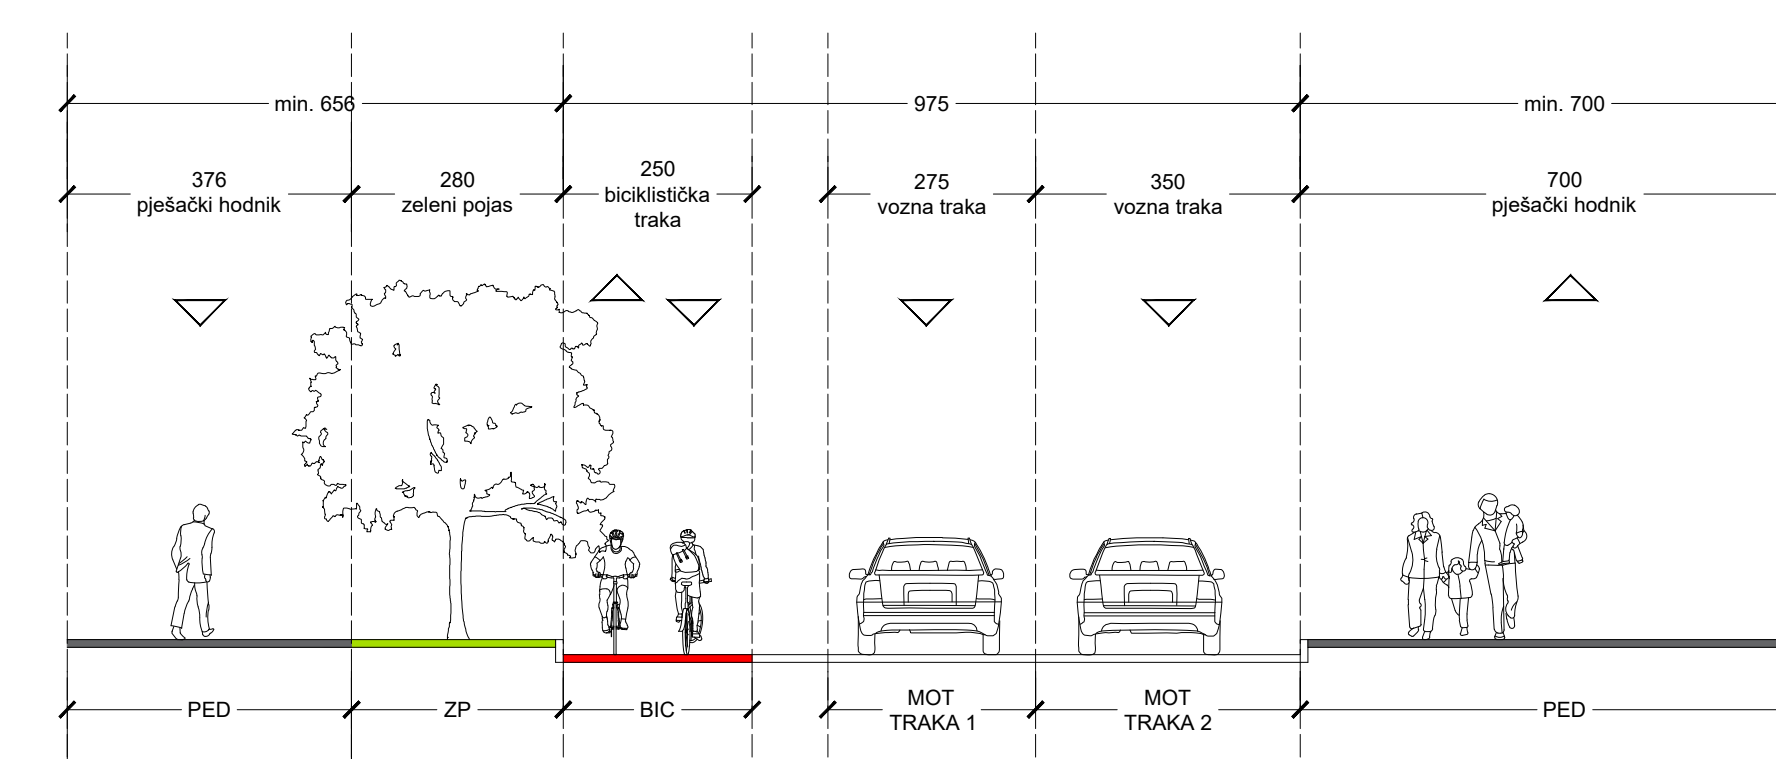 min. 656
975
min. 700
376
pješački hodnik
280
zeleni pojas
250
biciklistička
traka
275
vozna traka
350
vozna traka
700
pješački hodnik
PED
ZP
BIC
MOT
TRAKA 1
MOT
TRAKA 2
PED